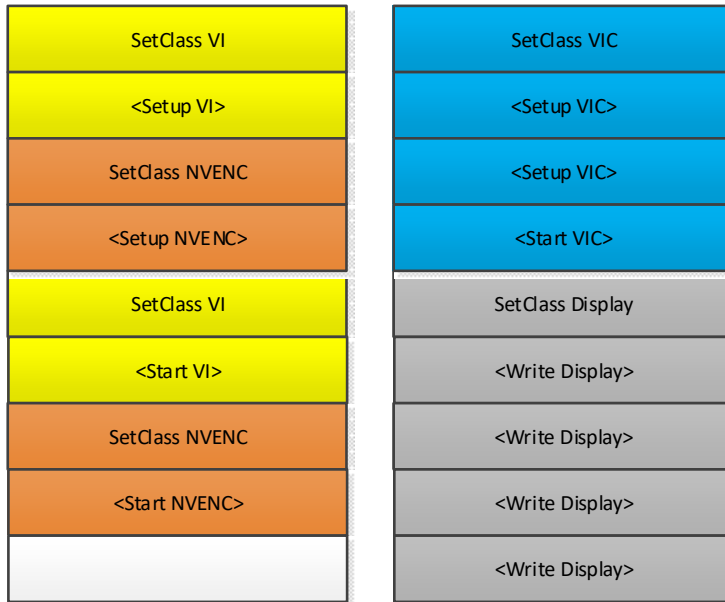 SetClass VI
<Setup VI>
SetClass NVENC
<Setup NVENC>
SetClass VI
<Start VI>
SetClass NVENC
<Start NVENC>
SetClass VIC
<Setup VIC>
<Setup VIC>
<Start VIC>
SetClass Display
<Write Display>
<Write Display>
<Write Display>
<Write Display>